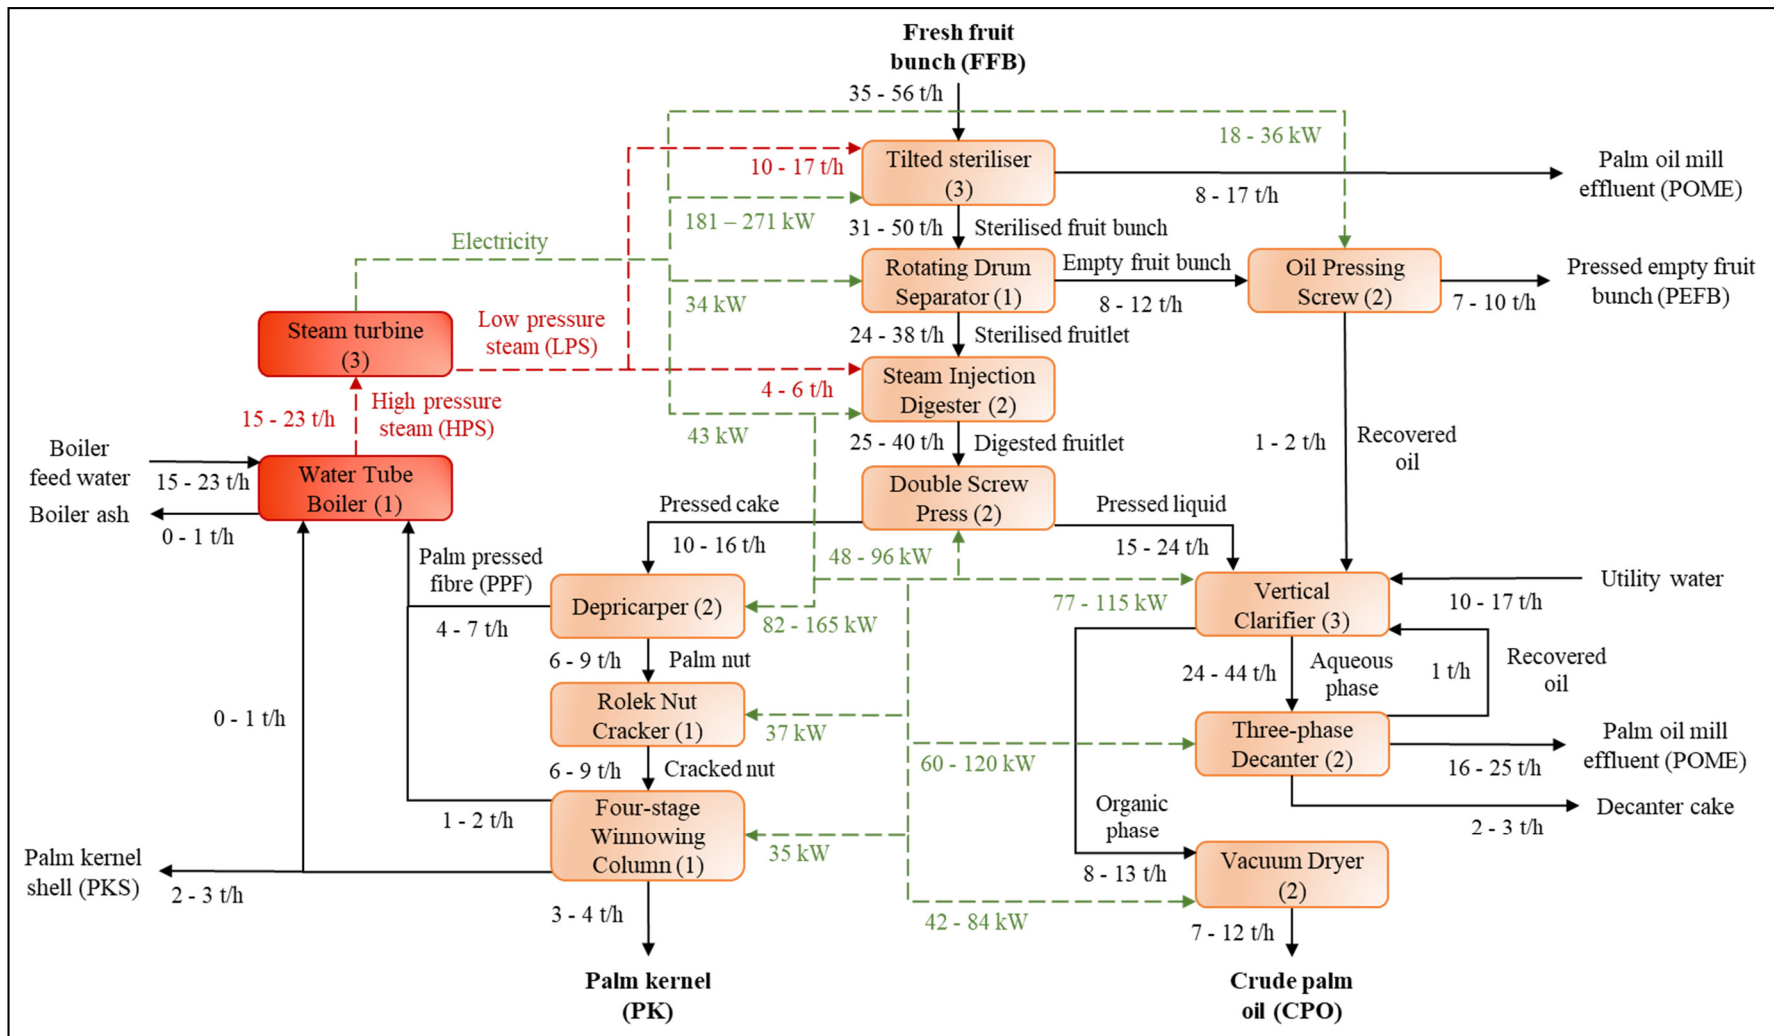 Fresh fruit
bunch (FFB)
35 - 56 t/h
18 - 36 kW
Tilted steriliser
(3)
10 - 17 t/h
8 - 17 t/h
Palm oil mill
effluent (POME)
181 – 271 kW
31 - 50 t/h
Sterilised fruit bunch
Electricity
Rotating Drum
Separator (1)
Empty fruit bunch
8 - 12 t/h
Oil Pressing
Screw (2)
7 - 10 t/h
Pressed empty fruit
bunch (PEFB)
34 kW
Steam turbine
(3)
Low pressure
steam (LPS)
24 - 38 t/h
Sterilised fruitlet
4 - 6 t/h
Steam Injection
Digester (2)
15 - 23 t/h
High pressure
steam (HPS)
43 kW
25 - 40 t/h
Digested fruitlet
1 - 2 t/h
Recovered
oil
Boiler
feed water
15 - 23 t/h
Water Tube
Boiler (1)
Boiler ash
0 - 1 t/h
Double Screw
Press (2)
Pressed cake
10 - 16 t/h
Pressed liquid
15 - 24 t/h
48 - 96 kW
Palm pressed
fibre (PPF)
4 - 7 t/h
Depricarper (2)
82 - 165 kW
77 - 115 kW
Vertical
Clarifier (3)
Utility water
10 - 17 t/h
6 - 9 t/h
Palm nut
24 - 44 t/h
Aqueous
phase
1 t/h
Recovered
oil
0 - 1 t/h
Rolek Nut
Cracker (1)
37 kW
60 - 120 kW
Three-phase
Decanter (2)
Palm oil mill
effluent (POME)
16 - 25 t/h
6 - 9 t/h
Cracked nut
1 - 2 t/h
Four-stage
Winnowing
Column (1)
35 kW
Organic
phase
8 - 13 t/h
Decanter cake
2 - 3 t/h
Palm kernel
shell (PKS)
2 - 3 t/h
Vacuum Dryer
(2)
3 - 4 t/h
42 - 84 kW
7 - 12 t/h
Palm kernel
(PK)
Crude palm
oil (CPO)